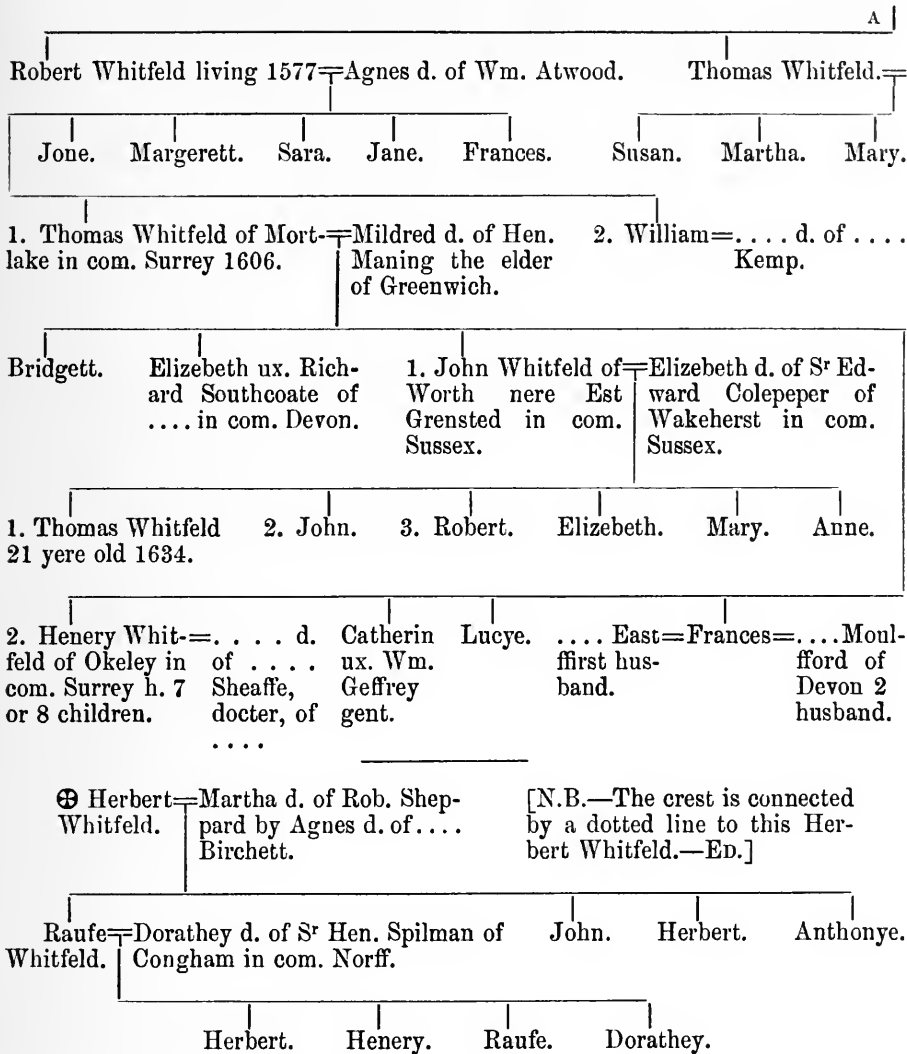 A
Robert Whitfeld living 1577=Agnes d. of Wm. Atwood. Thomas Whitfeld.=
Jone. Margerett. Sara. Jane. Frances. Susan. Martha. Mary.
1. Thomas Whitfeld of Mort-=Mildred d. of Hen. 2. William=. . . . d. of . . . .
lake in com. Surrey 1606. Maning the elder Kemp.
of Greenwich.
Bridgett. Elizebeth ux. Rich- 1. John Whitfeld of=Elizebeth d. of Sr Ed-
ard Southcoate of Worth nere Est ward Colepeper of
. . . . in com. Devon. Grensted in com. Wakeherst in com.
Sussex. Sussex.
1. Thomas Whitfeld 2. John. 3. Robert. Elizebeth. Mary. Anne.
21 yere old 1634.
2. Henery Whit-=. . . . d. Catherin Lucye. . . . . East=Frances=. . . . Moul-
feld of Okeley in of . . . . ux. Wm. ffirst hus- fford of
com. Surrey h. 7 Sheaffe, Geffrey band. Devon 2
or 8 children. docter, of gent. husband.
. . . .
⊕ Herbert=Martha d. of Rob. Shep- [N.B.—The crest is connected
Whitfeld. pard by Agnes d. of . . . . by a dotted line to this Her-
Birchett. bert Whitfeld.—ED.]
Raufe=Dorathey d. of Sr Hen. Spilman of John. Herbert. Anthonye.
Whitfeld. Congham in com. Norff.
Herbert. Henery. Raufe. Dorathey.